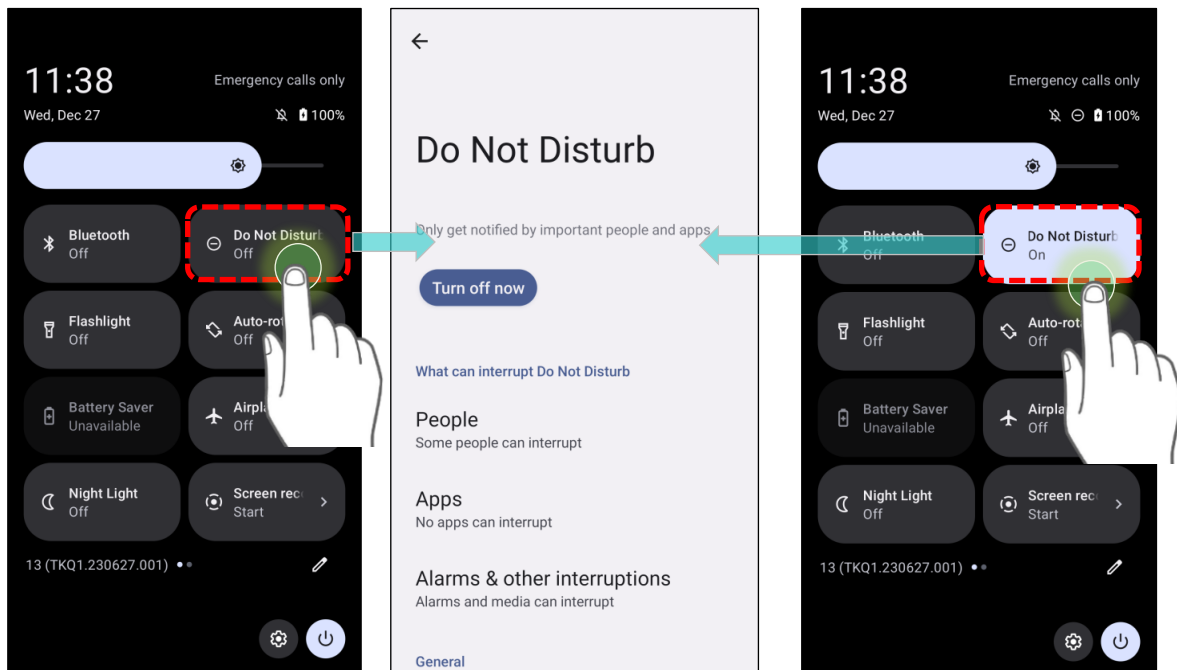 11:38
Emergency calls only
Wed, Dec 27
100%
Bluetooth
Off
Do Not Disturb
Off
Flashlight
Off
Auto-rot
Off
Battery Saver
Unavailable
Airpla
Off
Night Light
Off
Screen rec
Start
13 (TKQ1.230627.001)
Do Not Disturb
Only get notified by important people and apps
Turn off now
What can interrupt Do Not Disturb
People
Some people can interrupt
Apps
No apps can interrupt
Alarms & other interruptions
Alarms and media can interrupt
General
11:38
Emergency calls only
Wed, Dec 27
100%
Bluetooth
Off
Do Not Disturb
On
Flashlight
Off
Auto-rot
Off
Battery Saver
Unavailable
Airpla
Off
Night Light
Off
Screen rec
Start
13 (TKQ1.230627.001)